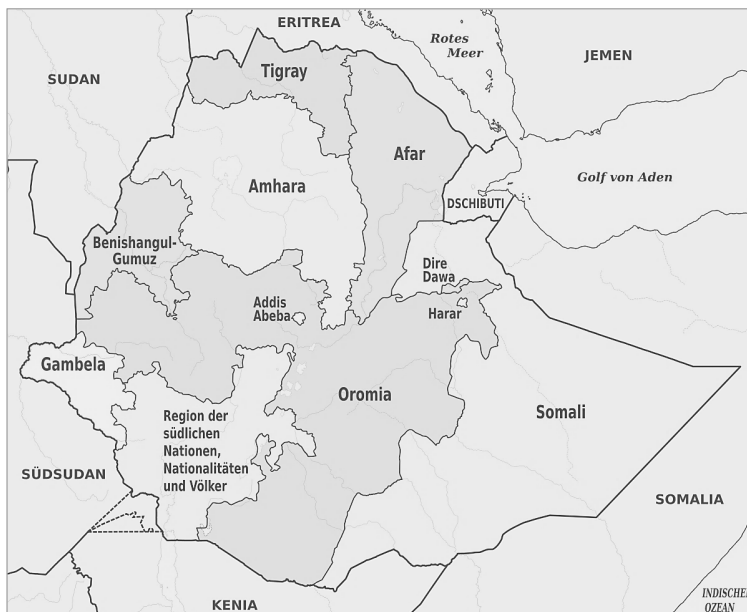 ERITREA
Rotes
Meer
JEMEN
SUDAN
Tigray
Afar
Amhara
Golf von Aden
DSCHIBUTI
Benishangul-
Gumuz
Dire
Dawa
Addis
Abeba
Harar
Gambela
Oromia
Somali
Region der
südlichen
Nationen,
Nationalitäten
und Völker
SÜDSUDAN
SOMALIA
KENIA
INDISCHE
OZEAN